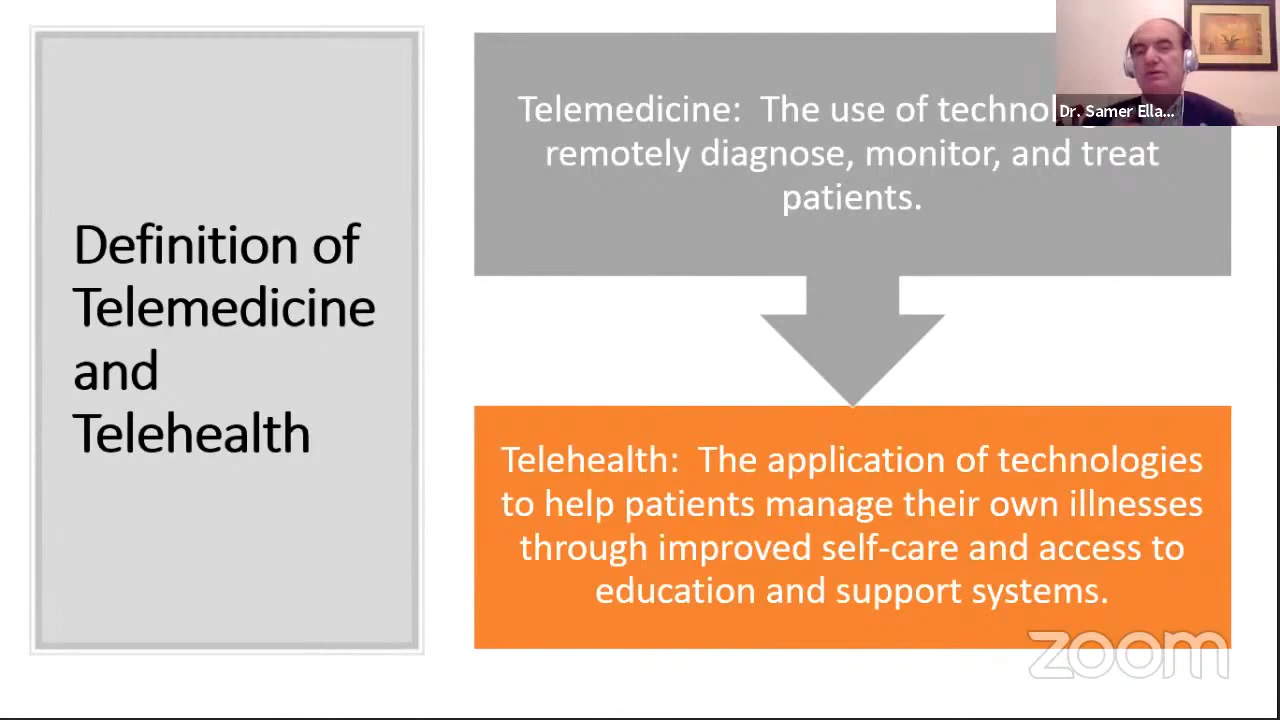 Definition of
Telemedicine
and
Telehealth
Telemedicine:  The use of technolog
remotely diagnose, monitor, and treat
patients.
Telehealth:  The application of technologies
to help patients manage their own illnesses
through improved self-care and access to
education and support systems.
Dr. Samer Ella...
zoom